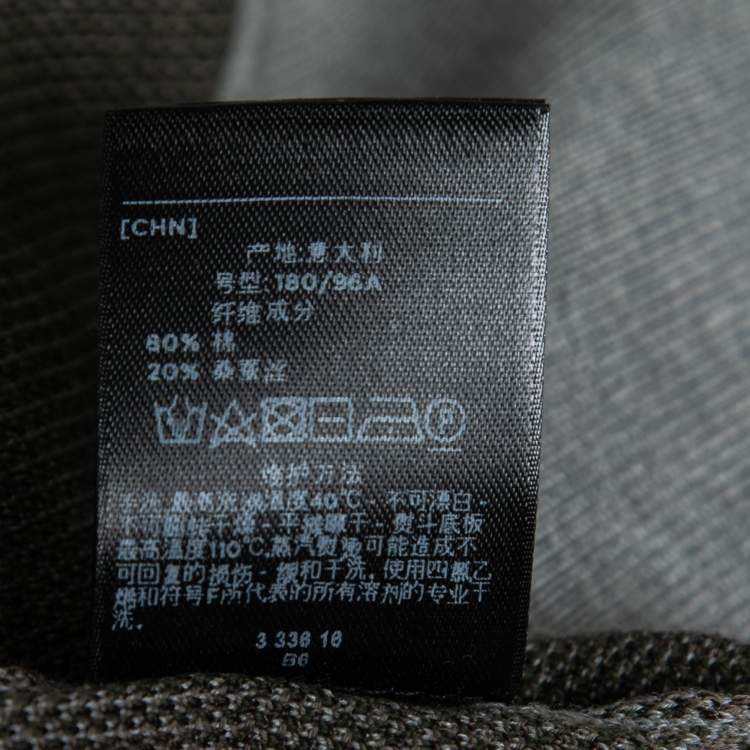 [CHN]
产地.意大利
号型: 180/96A
纤维成分
80% 棉
20% 桑蚕丝
维护方法
手洗 最高洗涤温度40℃ - 不可漂白 -
不可翻转干燥 - 平摊晾干 - 熨斗底板
最高温度110℃,蒸汽熨烫可能造成不
可回复的损伤 - 缓和干洗, 使用四氯乙
烯和符号F所代表的所有溶剂的专业干
洗.
3 336 16
B6